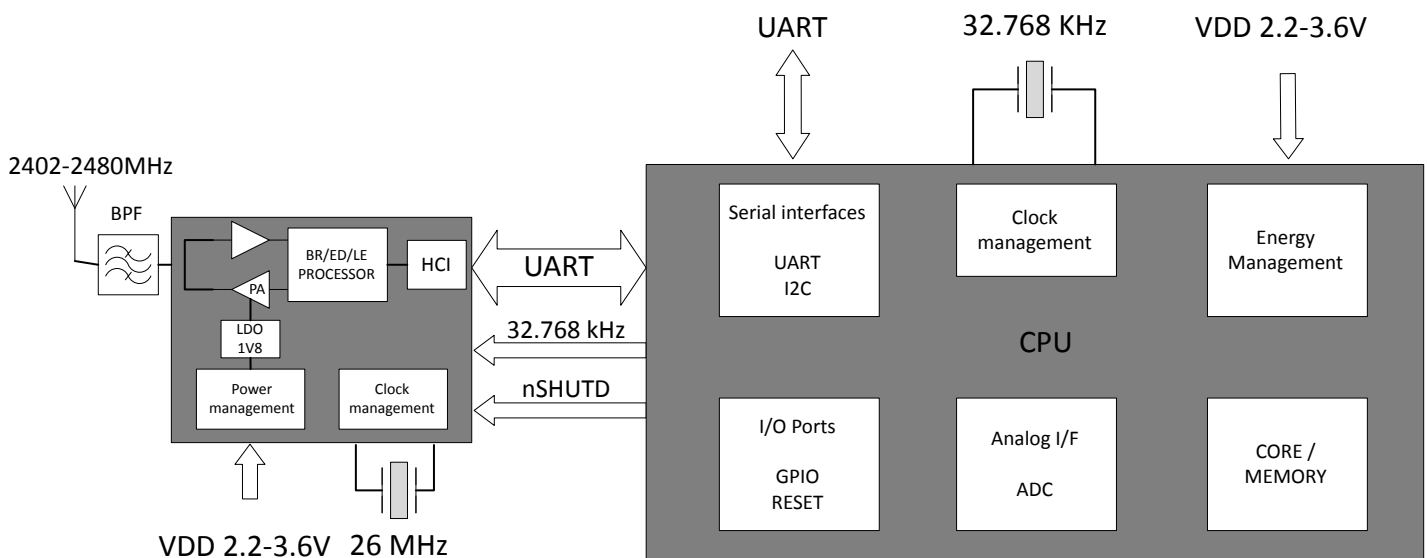 UART
32.768 KHz
VDD 2.2-3.6V
2402-2480MHz
BPF
BR/ED/LE
PROCESSOR
HCI
PA
LDO
1V8
Power
management
Clock
management
VDD 2.2-3.6V
26 MHz
UART
32.768 kHz
nSHUTD
Serial interfaces
UART
I2C
Clock
management
Energy
Management
CPU
I/O Ports
GPIO
RESET
Analog I/F
ADC
CORE /
MEMORY